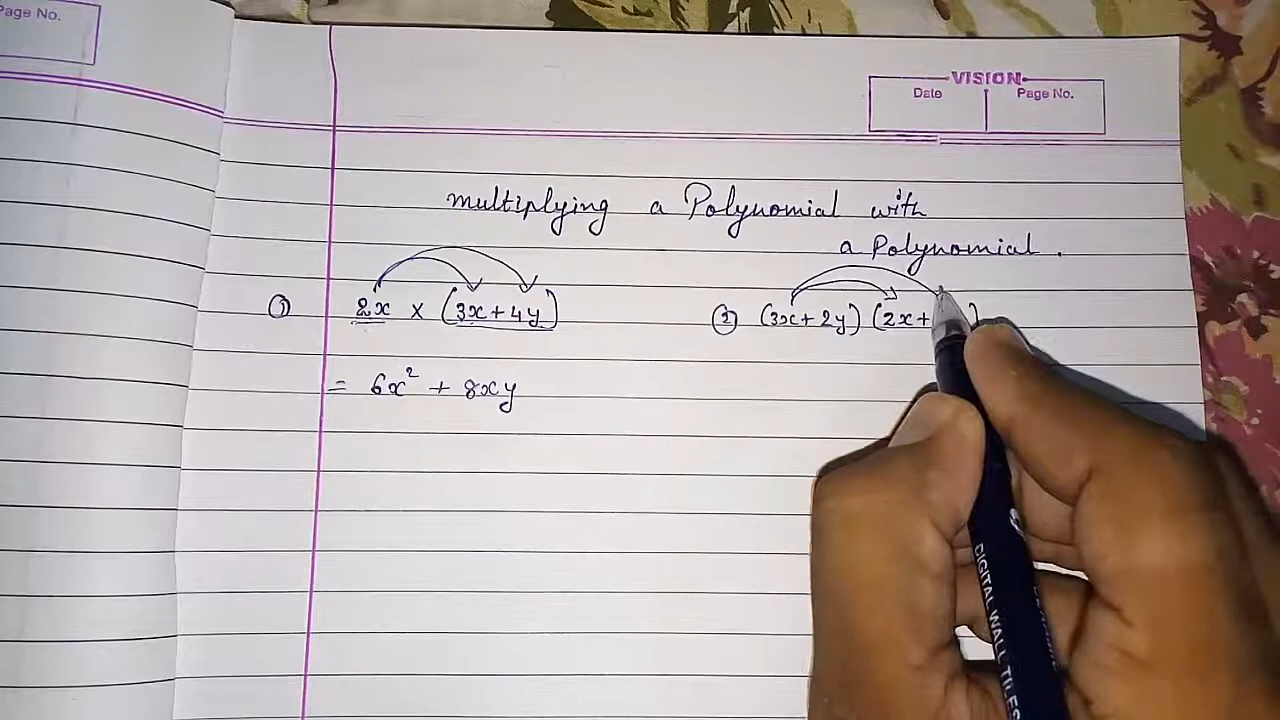 Page No.
VISION
Date Page No.
multiplying a Polynomial with
a Polynomial.
① 2x × (3x + 4y)
= 6x² + 8xy
② (3x + 2y) (2x + )
DIGITAL WALL TILES